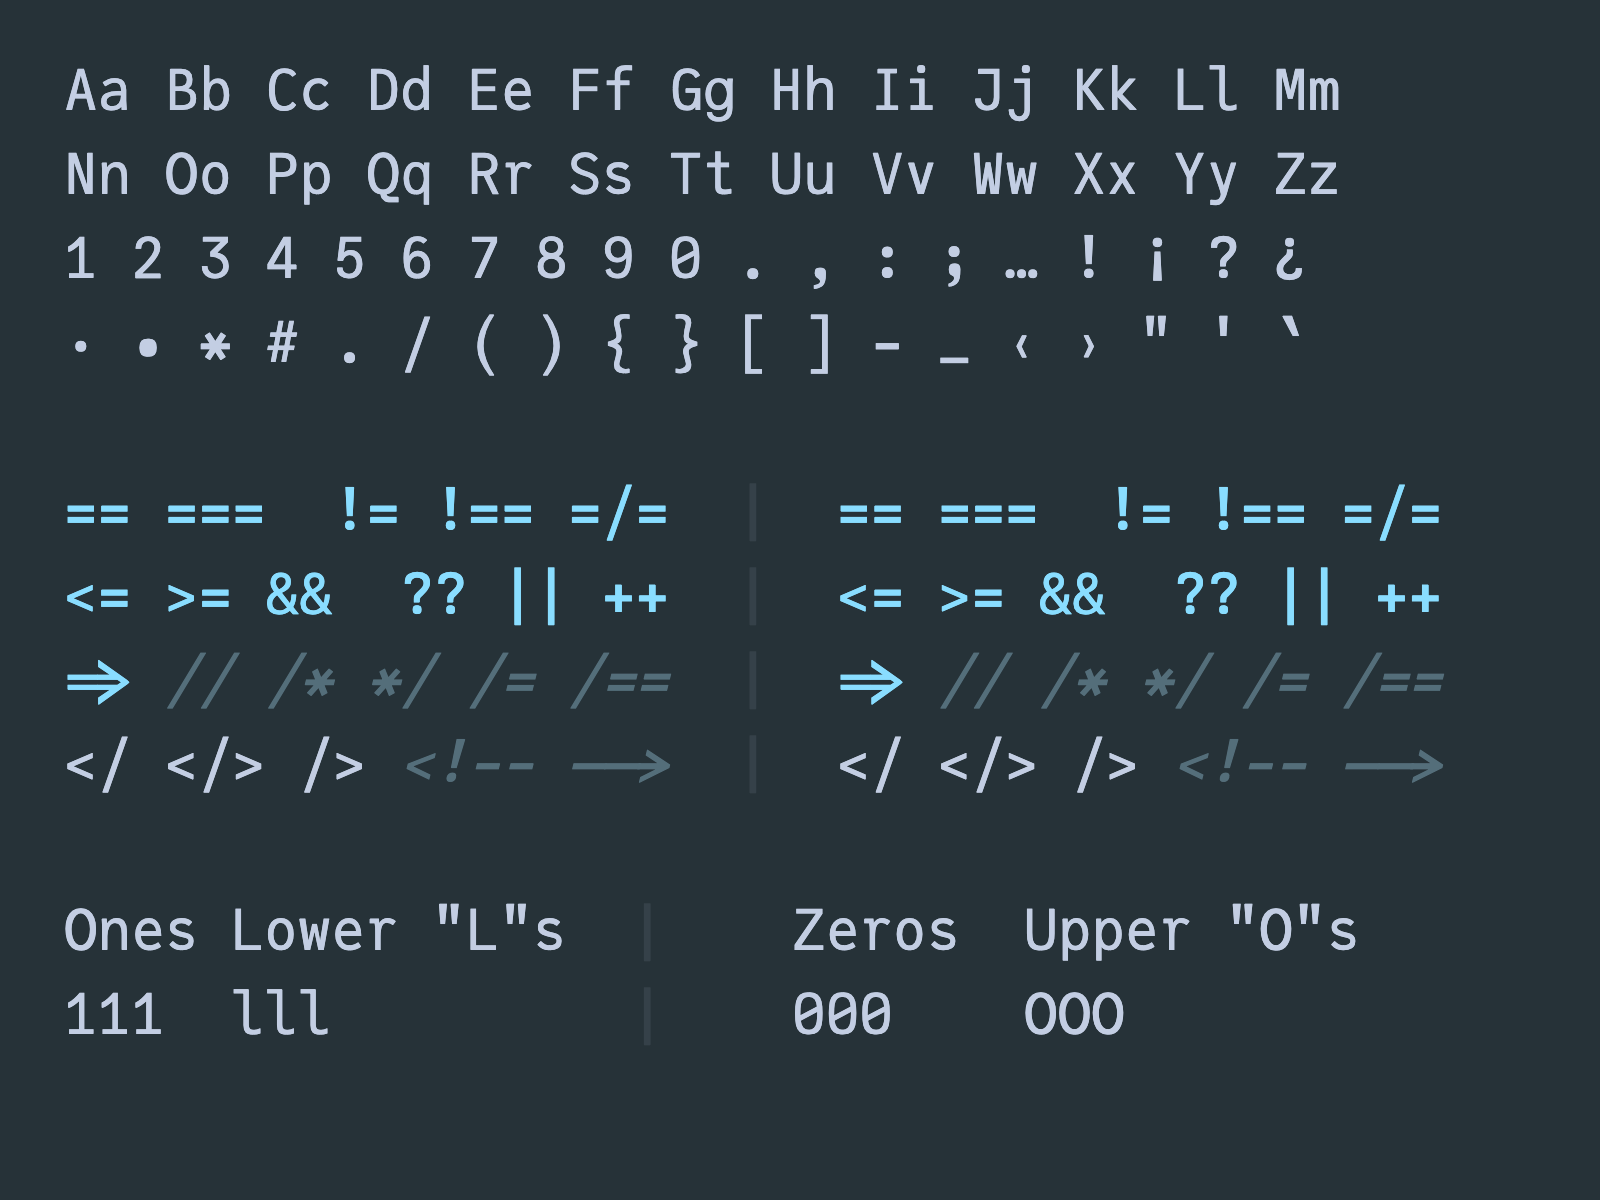 Aa Bb Cc Dd Ee Ff Gg Hh Ii Jj Kk Ll Mm
Nn Oo Pp Qq Rr Ss Tt Uu Vv Ww Xx Yy Zz
1 2 3 4 5 6 7 8 9 0 . , : ; … ! ¡ ? ¿
· • * # . / ( ) { } [ ] - _ ‹ › " ' `
== ===  != !== =/=  |  == ===  != !== =/=
<= >= &&  ?? || ++  |  <= >= &&  ?? || ++
=> // /* */ /= /==  |  => // /* */ /= /==
</ </> /> <!-- -->  |  </ </> /> <!-- -->
Ones Lower "L"s  |    Zeros  Upper "O"s
111  lll         |    000    OOO